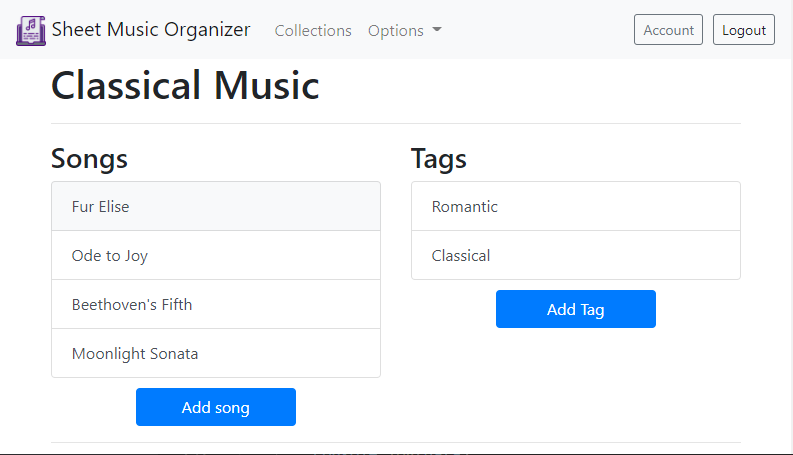 Sheet Music Organizer Collections Options Account Logout
Classical Music
Songs
Fur Elise
Ode to Joy
Beethoven's Fifth
Moonlight Sonata
Add song
Tags
Romantic
Classical
Add Tag